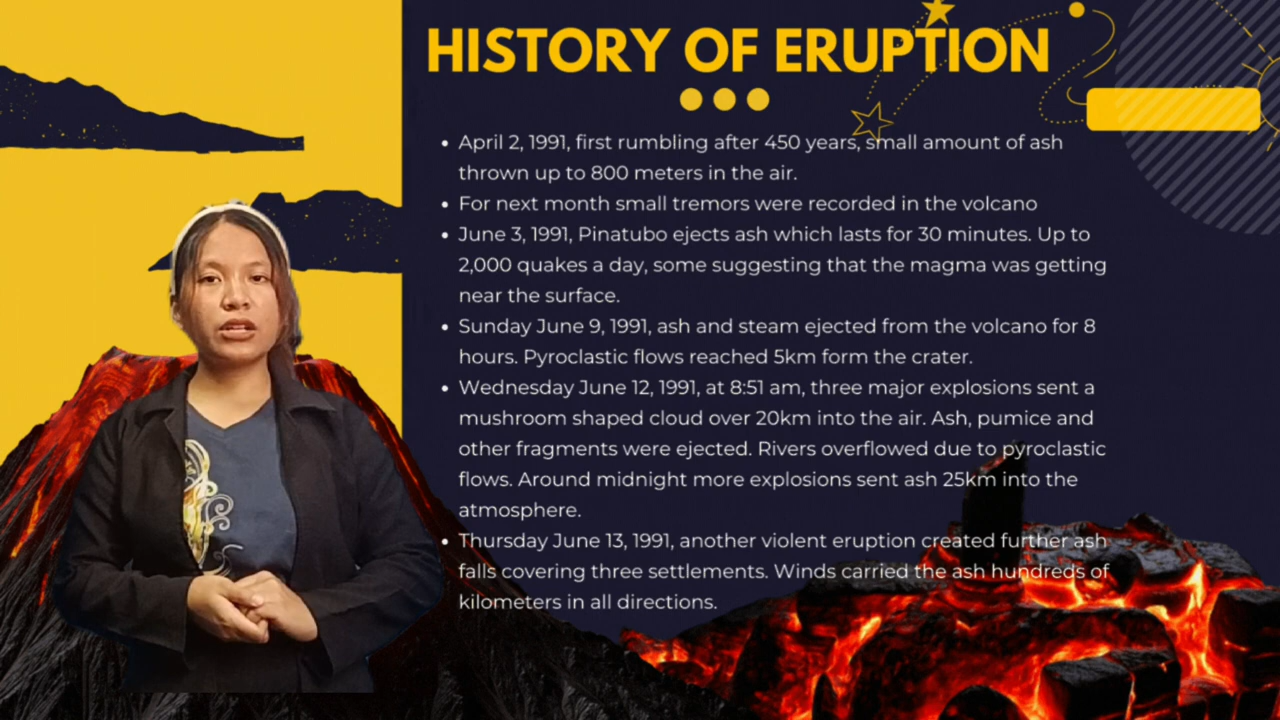 HISTORY OF ERUPTION
• April 2, 1991, first rumbling after 450 years, small amount of ash
thrown up to 800 meters in the air.
• For next month small tremors were recorded in the volcano
• June 3, 1991, Pinatubo ejects ash which lasts for 30 minutes. Up to
2,000 quakes a day, some suggesting that the magma was getting
near the surface.
• Sunday June 9, 1991, ash and steam ejected from the volcano for 8
hours. Pyroclastic flows reached 5km form the crater.
• Wednesday June 12, 1991, at 8:51 am, three major explosions sent a
mushroom shaped cloud over 20km into the air. Ash, pumice and
other fragments were ejected. Rivers overflowed due to pyroclastic
flows. Around midnight more explosions sent ash 25km into the
atmosphere.
• Thursday June 13, 1991, another violent eruption created further ash
falls covering three settlements. Winds carried the ash hundreds of
kilometers in all directions.